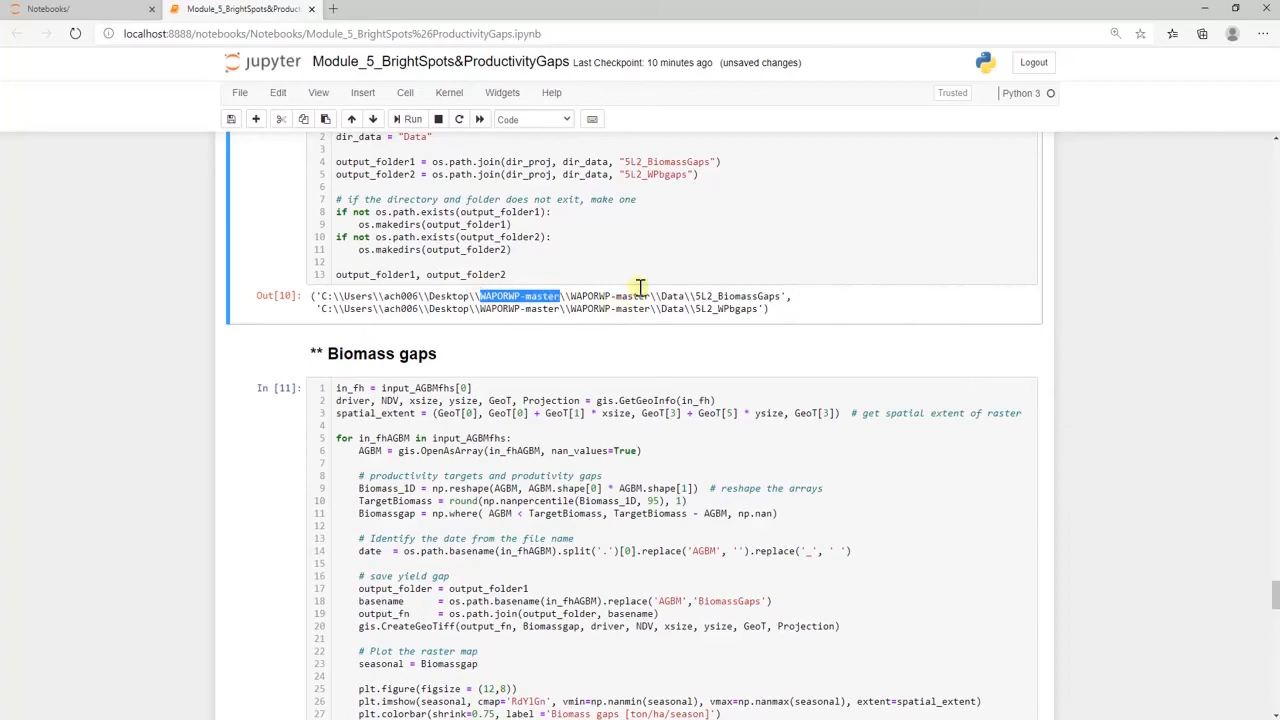 Notebooks/
Module_5_BrightSpots&Product
localhost:8888/notebooks/Notebooks/Module_5_BrightSpots%26ProductivityGaps.ipynb
jupyter Module_5_BrightSpots&ProductivityGaps Last Checkpoint: 10 minutes ago (unsaved changes) Logout
File Edit View Insert Cell Kernel Widgets Help Trusted Python 3
Run Code
2 dir_data = "Data"
3
4 output_folder1 = os.path.join(dir_proj, dir_data, "5L2_BiomassGaps")
5 output_folder2 = os.path.join(dir_proj, dir_data, "5L2_WPbgaps")
6
7 # if the directory and folder does not exit, make one
8 if not os.path.exists(output_folder1):
9 os.makedirs(output_folder1)
10 if not os.path.exists(output_folder2):
11 os.makedirs(output_folder2)
12
13 output_folder1, output_folder2
Out[10]: ('C:\\Users\\ach006\\Desktop\\WAPORWP-master\\WAPORWP-master\\Data\\5L2_BiomassGaps',
'C:\\Users\\ach006\\Desktop\\WAPORWP-master\\WAPORWP-master\\Data\\5L2_WPbgaps')
** Biomass gaps
In [11]: 1 in_fh = input_AGBMfhs[0]
2 driver, NDV, xsize, ysize, GeoT, Projection = gis.GetGeoInfo(in_fh)
3 spatial_extent = (GeoT[0], GeoT[0] + GeoT[1] * xsize, GeoT[3] + GeoT[5] * ysize, GeoT[3]) # get spatial extent of raster
4
5 for in_fhAGBM in input_AGBMfhs:
6 AGBM = gis.OpenAsArray(in_fhAGBM, nan_values=True)
7
8 # productivity targets and produtivity gaps
9 Biomass_1D = np.reshape(AGBM, AGBM.shape[0] * AGBM.shape[1]) # reshape the arrays
10 TargetBiomass = round(np.nanpercentile(Biomass_1D, 95), 1)
11 Biomassgap = np.where( AGBM < TargetBiomass, TargetBiomass - AGBM, np.nan)
12
13 # Identify the date from the file name
14 date = os.path.basename(in_fhAGBM).split('.')[0].replace('AGBM', '').replace('_', ' ')
15
16 # save yield gap
17 output_folder = output_folder1
18 basename = os.path.basename(in_fhAGBM).replace('AGBM','BiomassGaps')
19 output_fn = os.path.join(output_folder, basename)
20 gis.CreateGeoTiff(output_fn, Biomassgap, driver, NDV, xsize, ysize, GeoT, Projection)
21
22 # Plot the raster map
23 seasonal = Biomassgap
24
25 plt.figure(figsize = (12,8))
26 plt.imshow(seasonal, cmap='RdYlGn', vmin=np.nanmin(seasonal), vmax=np.nanmax(seasonal), extent=spatial_extent)
27 plt.colorbar(shrink=0.75, label ='Biomass gaps [ton/ha/season]')